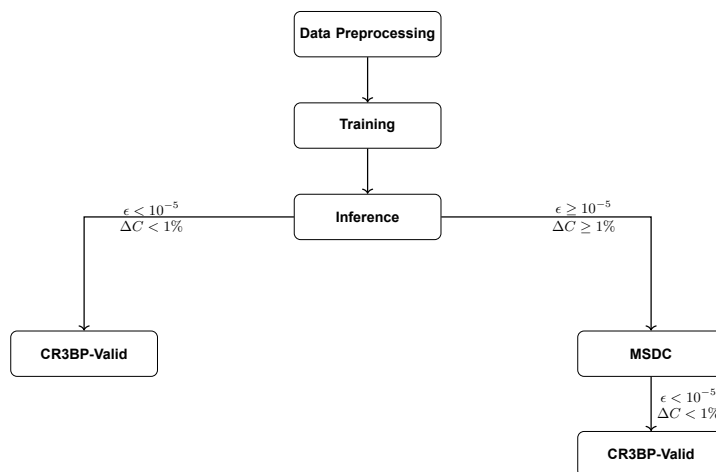 Data Preprocessing
Training
Inference
ϵ < 10⁻⁵
ΔC < 1%
ϵ ≥ 10⁻⁵
ΔC ≥ 1%
CR3BP-Valid
MSDC
ϵ < 10⁻⁵
ΔC < 1%
CR3BP-Valid